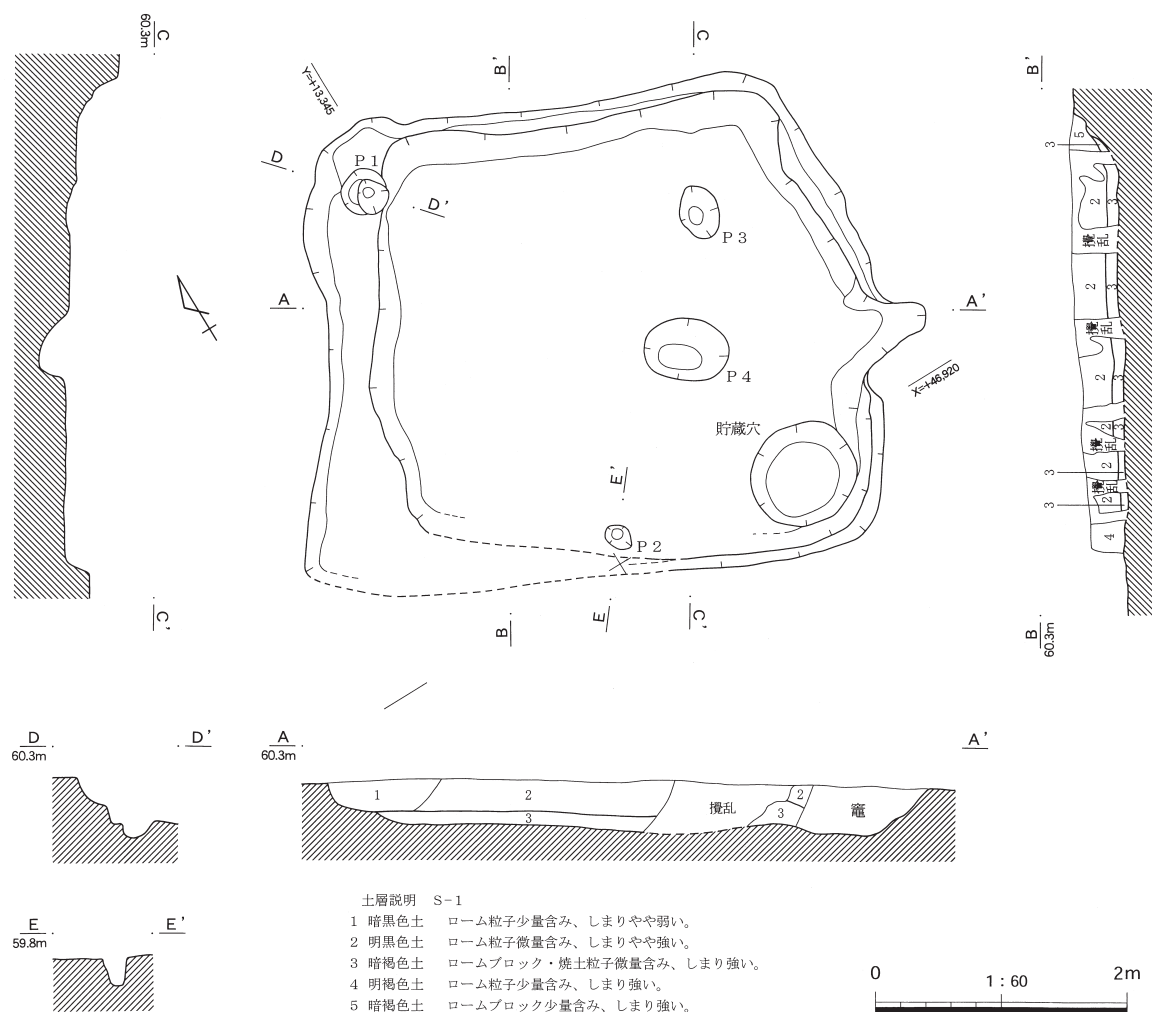 C
60.3m
C
B'
B'
Y=+13,345
D
P1
D'
P3
A
A'
P4
X=+46,920
貯蔵穴
E'
P2
C'
B
E
C'
5
3
2
3
攪乱
2
3
攪乱
2
3
2
3
攪乱
3
2
攪乱
2
3
4
B
60.3m
D
60.3m
D'
A
60.3m
A'
1
2
3
攪乱
2
3
竈
E
59.8m
E'
土層説明 S-1
1 暗黒色土 ローム粒子少量含み、しまりやや弱い。
2 明黒色土 ローム粒子微量含み、しまりやや強い。
3 暗褐色土 ロームブロック・焼土粒子微量含み、しまり強い。
4 明褐色土 ローム粒子少量含み、しまり強い。
5 暗褐色土 ロームブロック少量含み、しまり強い。
0
1:60
2m